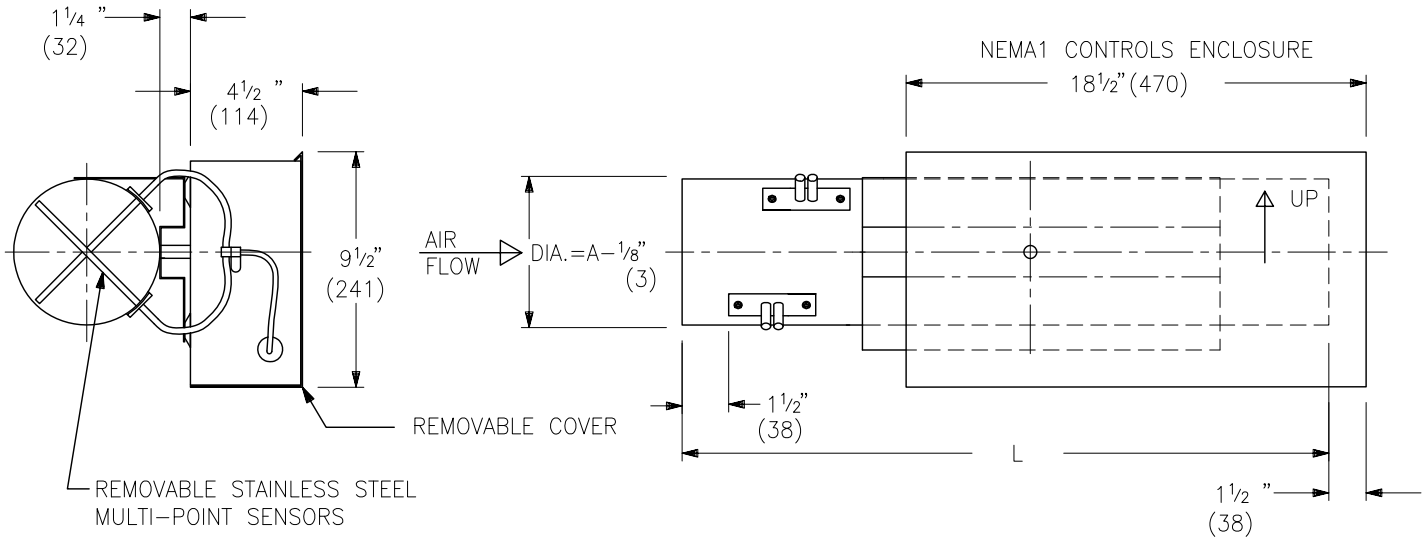 1 1/4 "
(32)
4 1/2 "
(114)
9 1/2"
(241)
REMOVABLE COVER
REMOVABLE STAINLESS STEEL
MULTI-POINT SENSORS
NEMA1 CONTROLS ENCLOSURE
18 1/2" (470)
UP
AIR
FLOW
DIA.=A-1/8"
(3)
1 1/2"
(38)
L
1 1/2 "
(38)